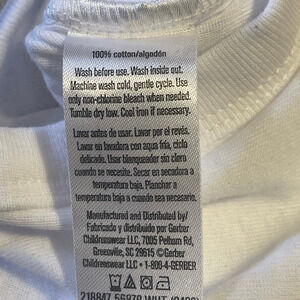 100% cotton/algodón
Wash before use. Wash inside out.
Machine wash cold, gentle cycle. Use
only non-chlorine bleach when needed.
Tumble dry low. Cool iron if necessary.
Lavar antes de usar. Lavar por el revés.
Lavar en lavadora con agua fría, ciclo
delicado. Usar blanqueador sin cloro
cuando se necesite. Secar en secadora a
temperatura baja. Planchar a
temperatura baja a cuando sea necesario.
Manufactured and Distributed by/
Fabricado y distribuido por Gerber
Childrenswear LLC, 7005 Pelham Rd,
Greenville, SC 29615 ©Gerber
Childrenswear LLC • 1-800-4-GERBER